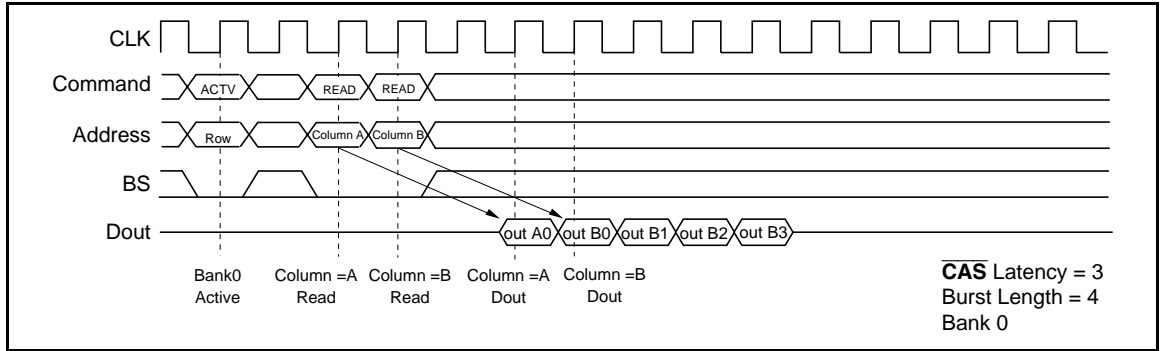 CLK
Command ACTV READ READ
Address Row Column A Column B
BS
Dout out A0 out B0 out B1 out B2 out B3
Bank0 Active
Column =A Read
Column =B Read
Column =A Dout
Column =B Dout
CAS Latency = 3
Burst Length = 4
Bank 0